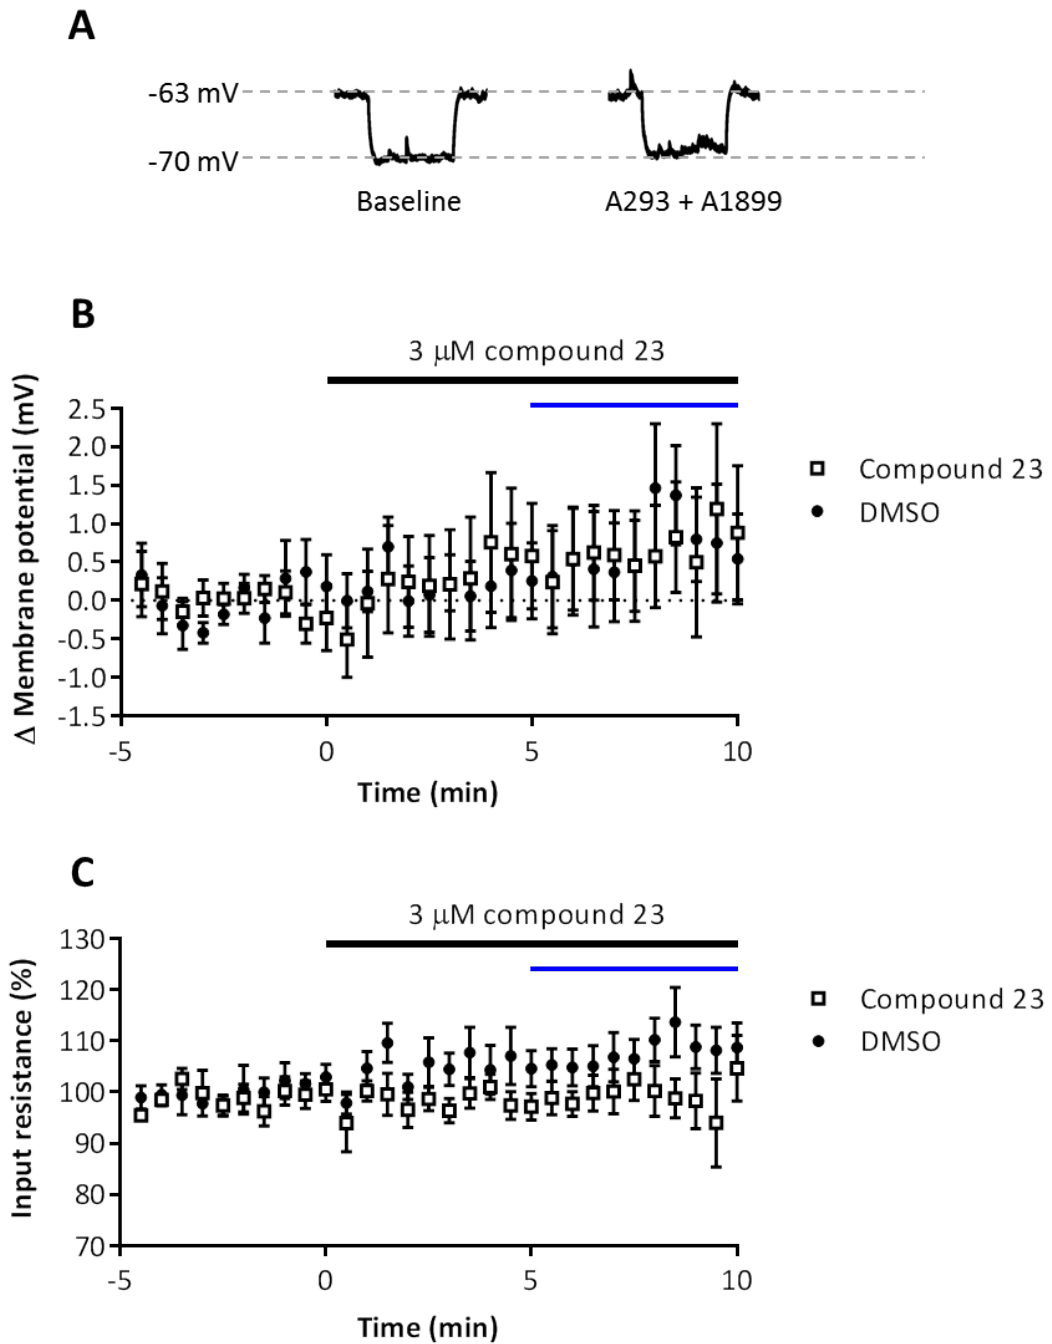 A
-63 mV
-70 mV
Baseline
A293 + A1899
B
3 μM compound 23
Δ Membrane potential (mV)
2.5
2.0
1.5
1.0
0.5
0.0
-0.5
-1.0
-1.5
-5
0
5
10
Time (min)
Compound 23
DMSO
C
3 μM compound 23
Input resistance (%)
130
120
110
100
90
80
70
-5
0
5
10
Time (min)
Compound 23
DMSO